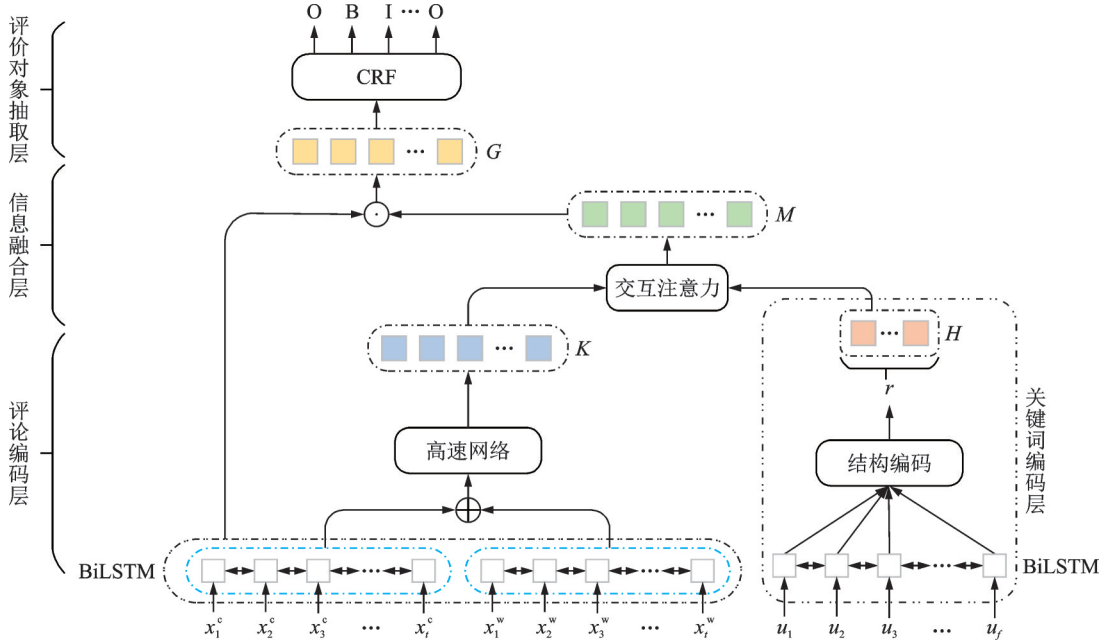 O B I … O
CRF
评价对象抽取层
G
M
信息融合层
交互注意力
K
H
r
评论编码层
高速网络
结构编码
关键词编码层
BiLSTM
BiLSTM
x₁ᶜ x₂ᶜ x₃ᶜ … xₜᶜ x₁ʷ x₂ʷ x₃ʷ … xₜʷ u₁ u₂ u₃ … u_f